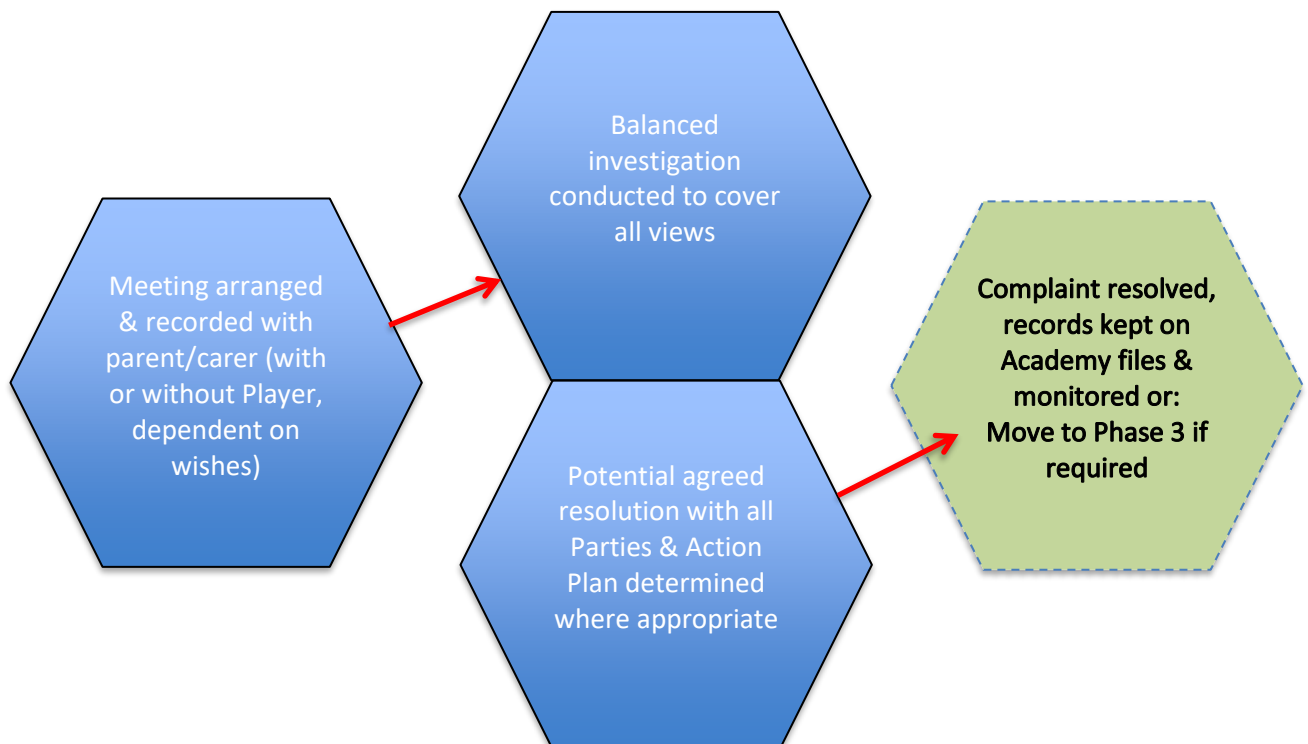 Meeting arranged
& recorded with
parent/carer (with
or without Player,
dependent on
wishes)
Balanced
investigation
conducted to cover
all views
Potential agreed
resolution with all
Parties & Action
Plan determined
where appropriate
Complaint resolved,
records kept on
Academy files &
monitored or:
Move to Phase 3 if
required